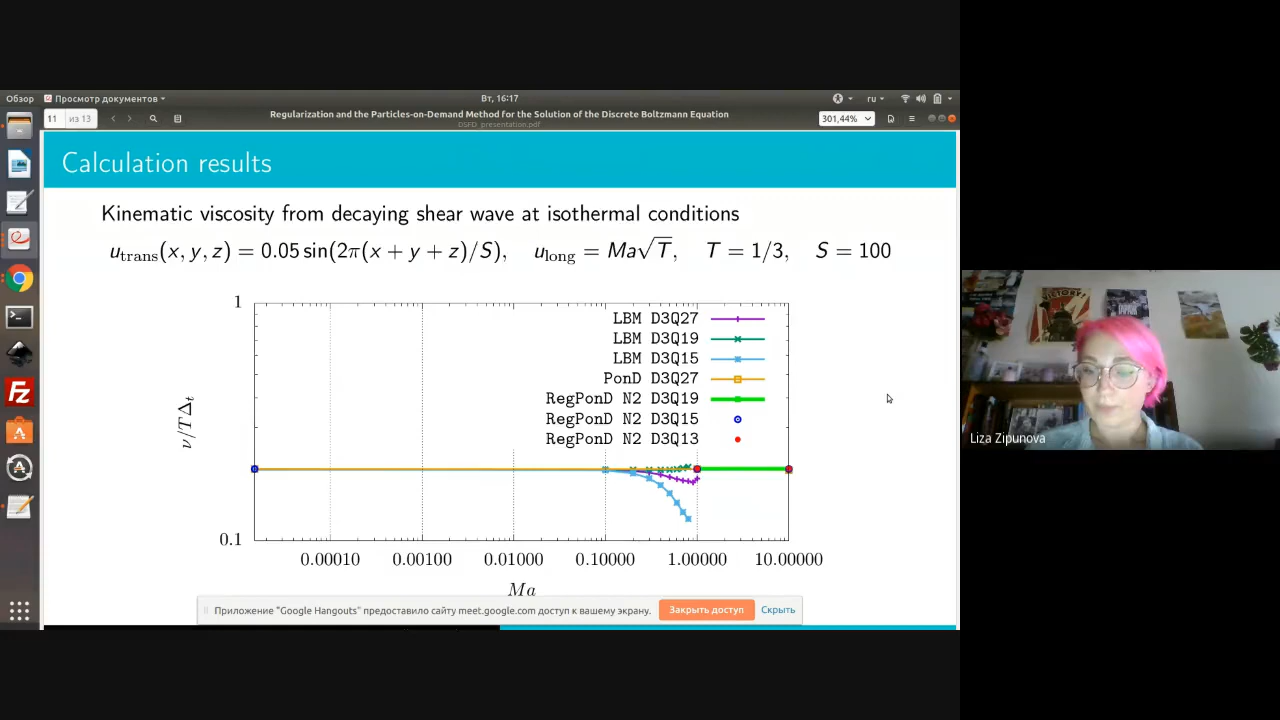 Обзор
Просмотр документов
Вт, 16:17
ru
11
из 13
Regularization and the Particles-on-Demand Method for the Solution of the Discrete Boltzmann Equation
DSFD_presentation.pdf
301,44%
Calculation results
Kinematic viscosity from decaying shear wave at isothermal conditions
u_trans(x, y, z) = 0.05 sin(2π(x + y + z)/S), u_long = Ma√T, T = 1/3, S = 100
1
LBM D3Q27
LBM D3Q19
LBM D3Q15
PonD D3Q27
RegPonD N2 D3Q19
RegPonD N2 D3Q15
RegPonD N2 D3Q13
ν/TΔ_t
0.1
0.00010 0.00100 0.01000 0.10000 1.00000 10.00000
Ma
Приложение "Google Hangouts" предоставило сайту meet.google.com доступ к вашему экрану. Закрыть доступ Скрыть
Fz
Liza Zipunova